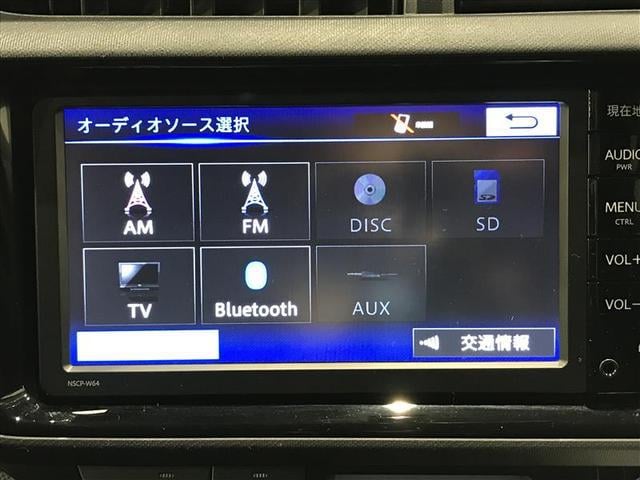 オーディオソース選択
AM
FM
DISC
SD
TV
Bluetooth
AUX
交通情報
NSCP-W64
現在地
AUDIO
PWR
MENU
CTRL
VOL+
VOL−